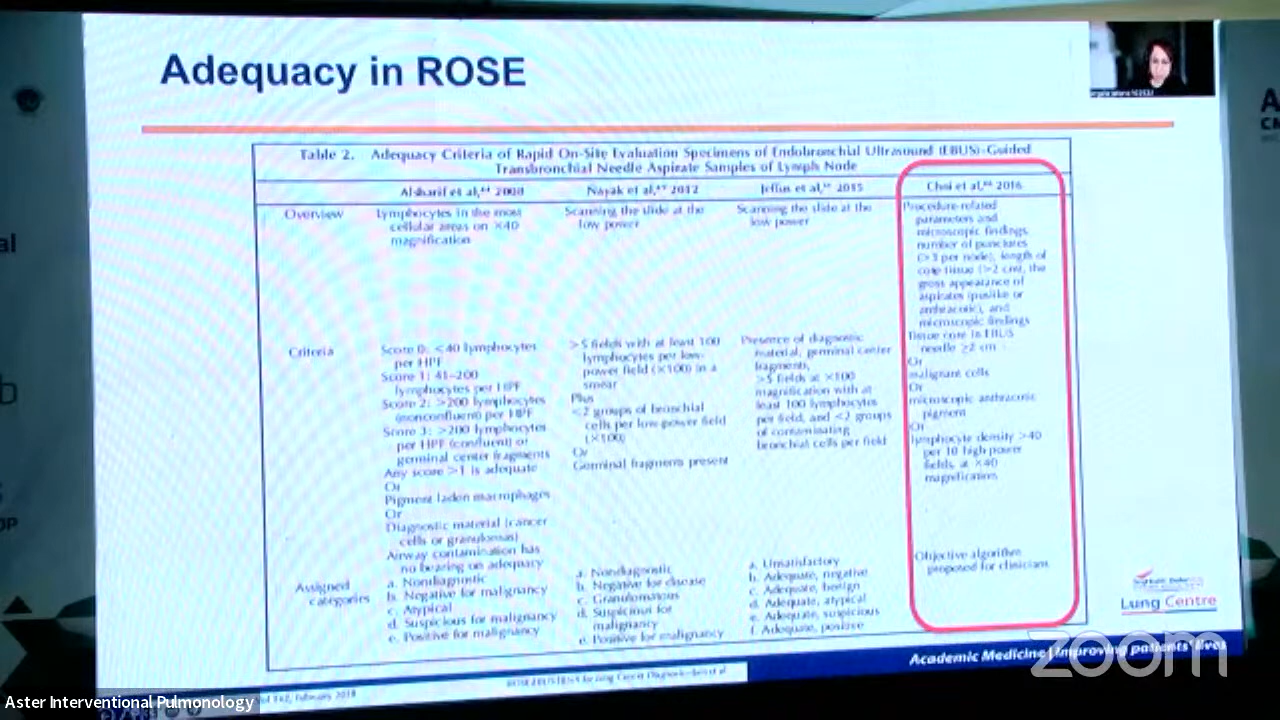 Adequacy in ROSE
Table 2. Adequacy Criteria of Rapid On-Site Evaluation Specimens of Endobronchial Ultrasound (EBUS)-Guided
Transbronchial Needle Aspirate Samples of Lymph Node
Alsharif et al, 2008
Nayak et al, 2012
Jeffus et al, 2015
Choi et al, 2016
Overview
Lymphocytes in the most
cellular areas on ×40
magnification
Scanning the slide at the
low power
Scanning the slide at the
low power
Procedure-related
parameters and
microscopic findings,
number of punctures
(>3 per node), length of
core tissue (>2 cm), the
gross appearance of
aspirates (puslike or
anthracotic), and
microscopic findings
Criteria
Score 0: <40 lymphocytes
per HPF
Score 1: 41–200
lymphocytes per HPF
Score 2: >200 lymphocytes
(nonconfluent) per HPF
Score 3: >200 lymphocytes
per HPF (confluent) or
germinal center fragments
Any score >1 is adequate
Or
Pigment laden macrophages
Or
Diagnostic material (cancer
cells or granulomas)
Airway contamination has
no bearing on adequacy
>5 fields with at least 100
lymphocytes per low-
power field (×100) in a
smear
Plus
<2 groups of bronchial
cells per low-power field
(×100)
Or
Germinal fragments present
Presence of diagnostic
material, germinal center
fragments,
>5 fields at ×100
magnification with at
least 100 lymphocytes
per field, and <2 groups
of contaminating
bronchial cells per field
Tissue core in EBUS
needle ≥2 cm
Or
malignant cells
Or
microscopic anthracotic
pigment
Or
lymphocyte density >40
per 10 high power
fields, at ×40
magnification
Assigned
categories
a. Nondiagnostic
b. Negative for malignancy
c. Atypical
d. Suspicious for malignancy
e. Positive for malignancy
a. Nondiagnostic
b. Negative for disease
c. Granulomatous
d. Suspicious for
malignancy
e. Positive for malignancy
a. Unsatisfactory
b. Adequate, negative
c. Adequate, benign
d. Adequate, atypical
e. Adequate, suspicious
f. Adequate, positive
Objective algorithm
proposed for clinicians
Lung Centre
Academic Medicine | Improving patients' lives
February 2018
zoom
Aster Interventional Pulmonology